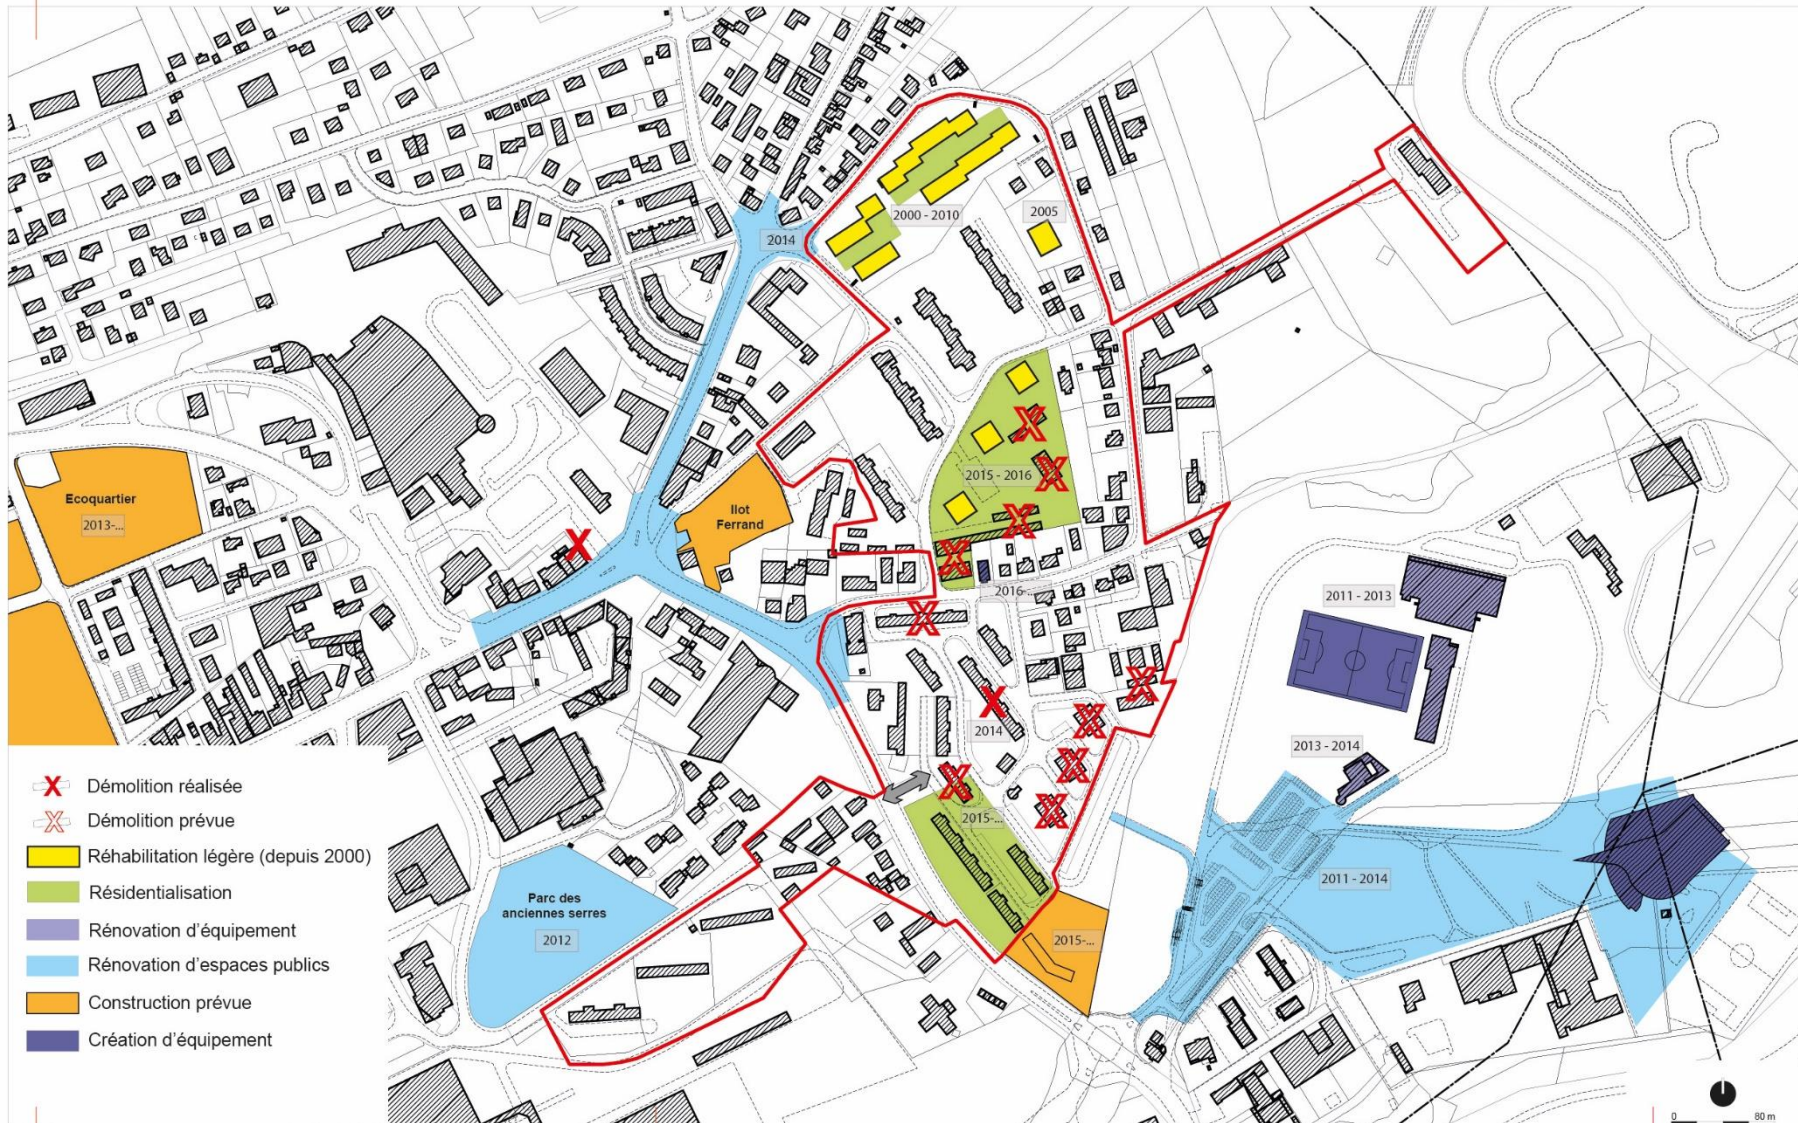 2000 - 2010
2005
2014
Ecoquartier
2013-...
Ilot
Ferrand
2015 - 2016
2016-...
2011 - 2013
2014
2013 - 2014
2015-...
2011 - 2014
Parc des
anciennes serres
2012
2015-...
X Démolition réalisée
X Démolition prévue
Réhabilitation légère (depuis 2000)
Résidentialisation
Rénovation d'équipement
Rénovation d'espaces publics
Construction prévue
Création d'équipement
0 80 m